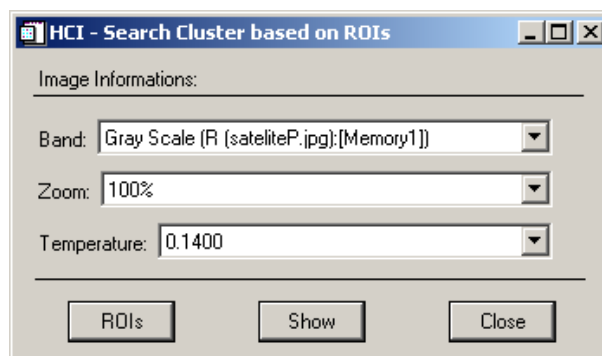 HCI - Search Cluster based on ROIs
Image Informations:
Band: Gray Scale (R (sateliteP.jpg):[Memory1])
Zoom: 100%
Temperature: 0.1400
ROIs Show Close